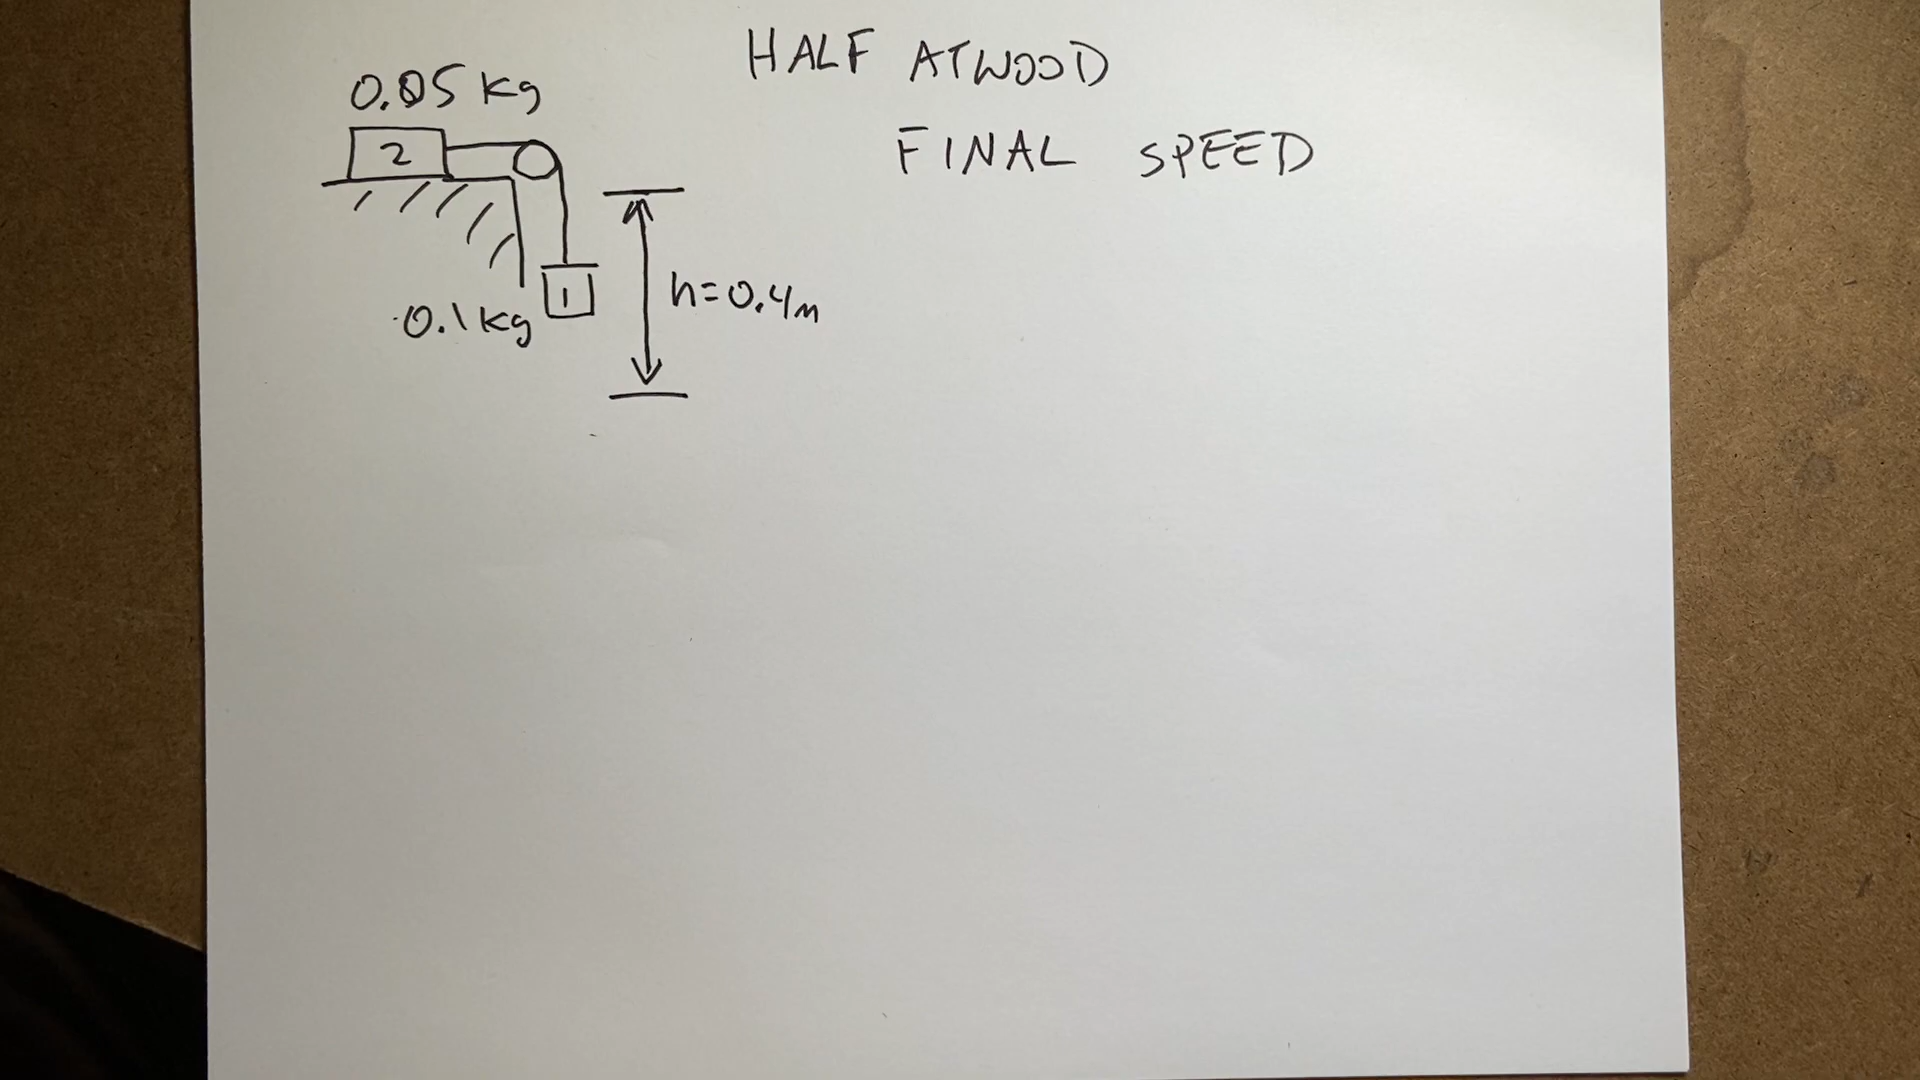 HALF ATWOOD
FINAL SPEED
0.05 kg
2
1
0.1 kg
h=0.4m